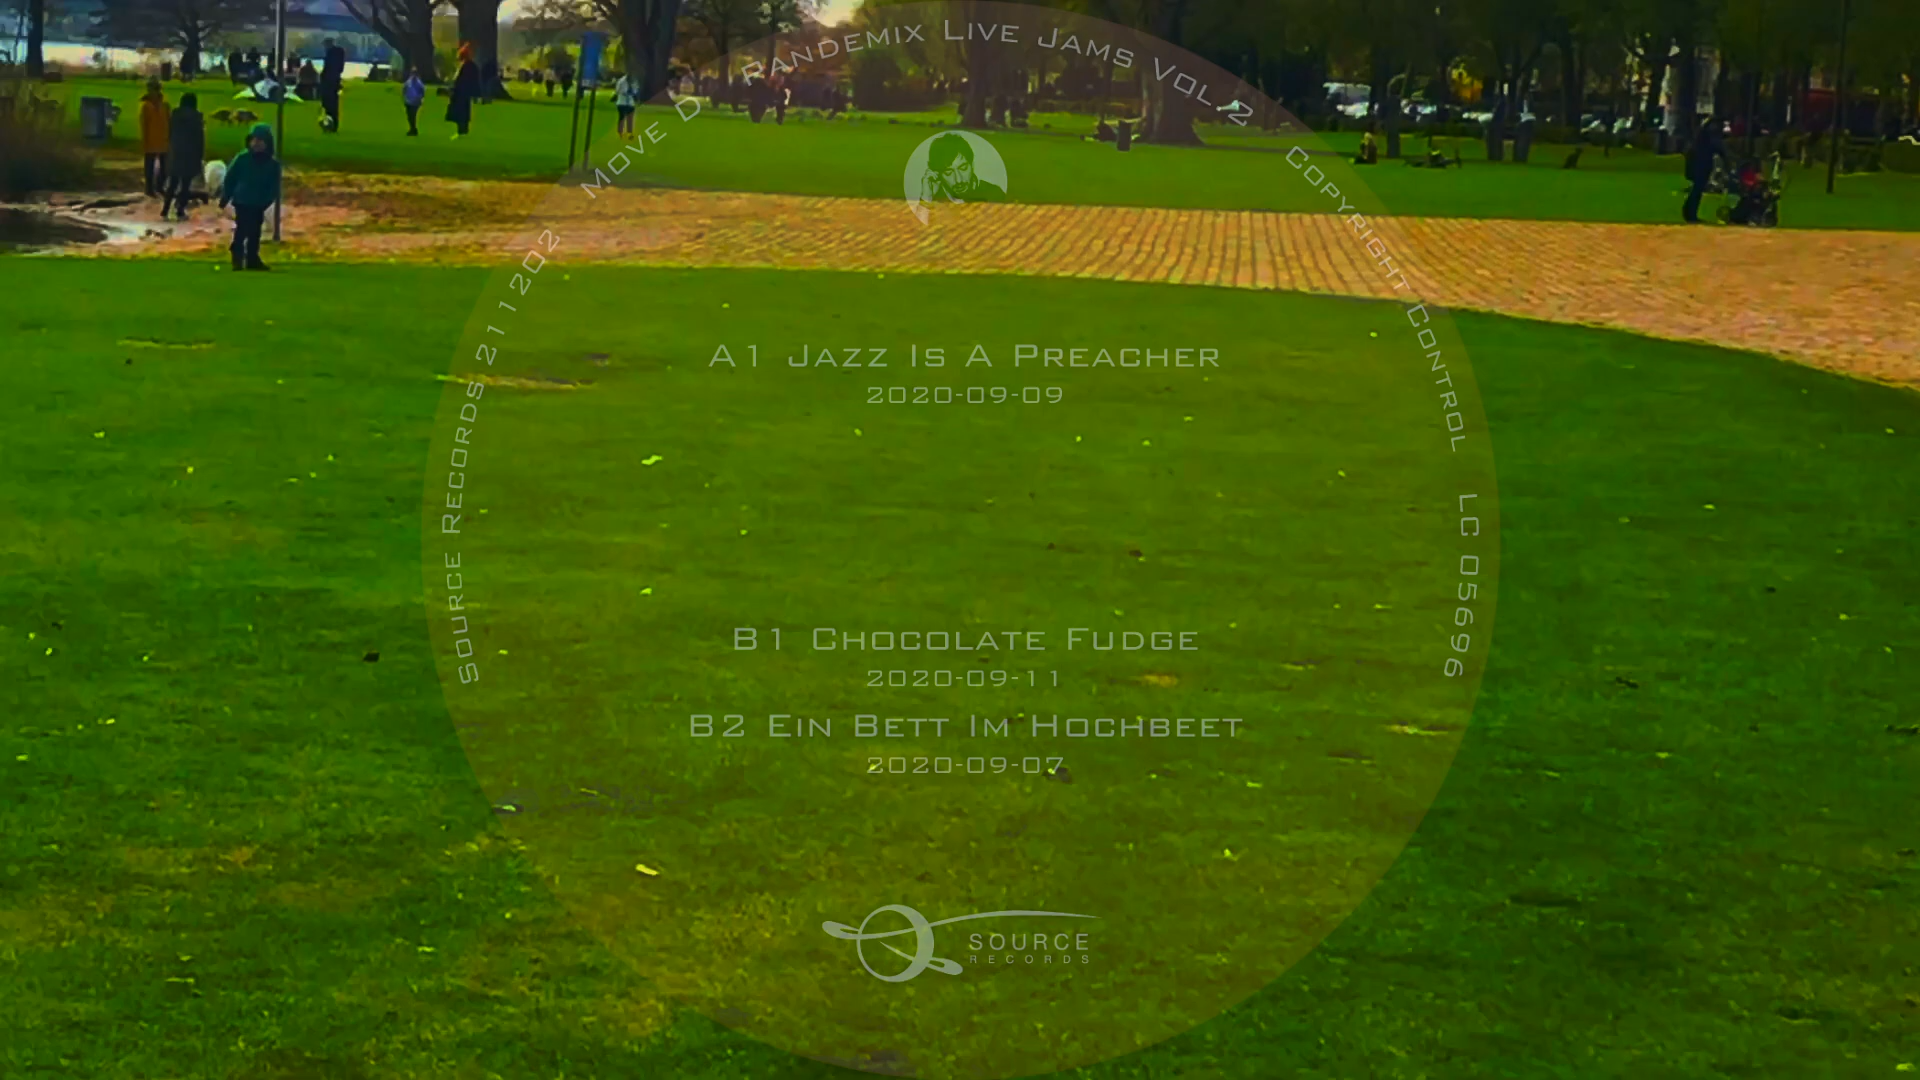 Source Records 211202 Move D Pandemix Live Jams Vol.2 Copyright Control LC 05696
A1 Jazz Is A Preacher
2020-09-09
B1 Chocolate Fudge
2020-09-11
B2 Ein Bett Im Hochbeet
2020-09-07
SOURCE
RECORDS